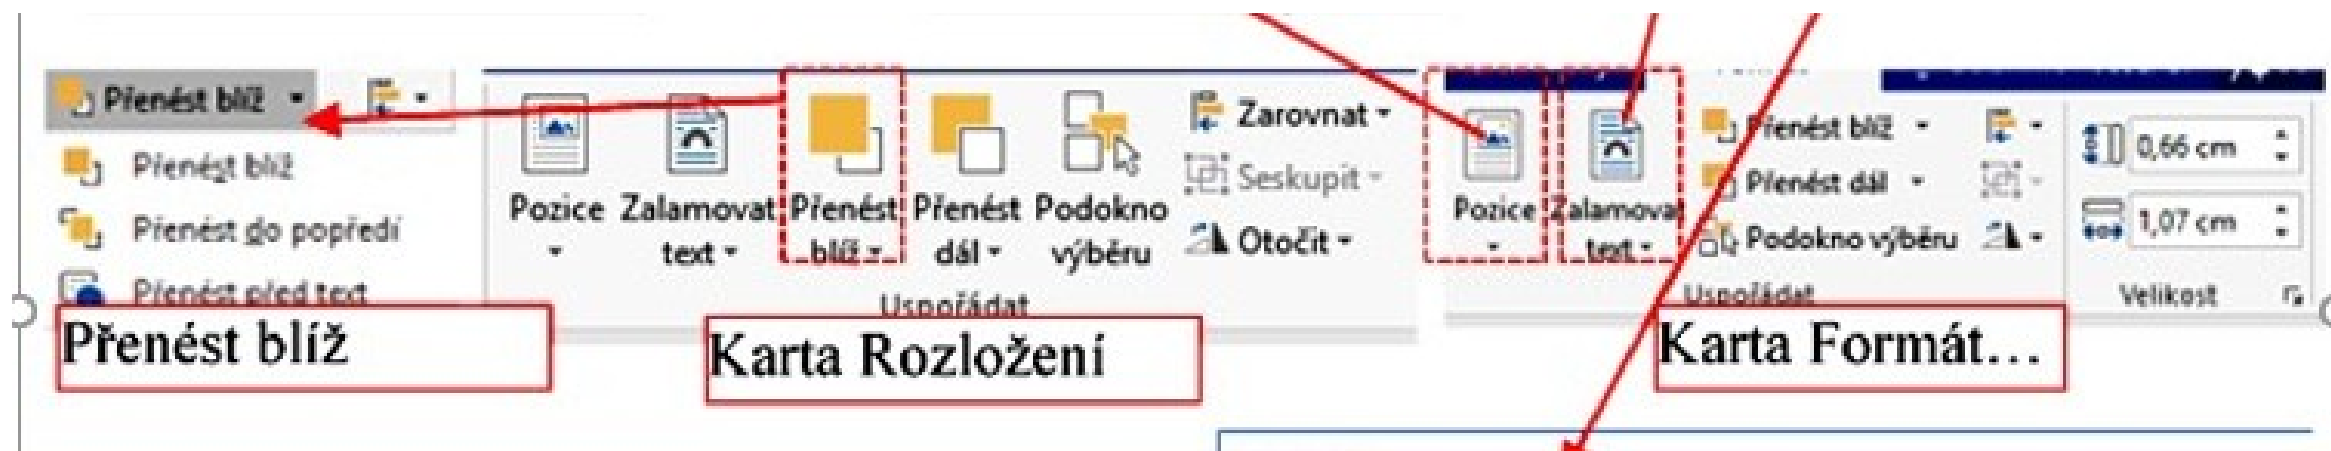 Přenést blíž
Přenést blíž
Přenést do popředí
Přenést před text
Přenést blíž
Pozice
Zalamovat
text
Přenést
blíž
Přenést
dál
Podokno
výběru
Zarovnat
Seskupit
Otočit
Uspořádat
Karta Rozložení
Pozice
Zalamovat
text
Přenést blíž
Přenést dál
Podokno výběru
Uspořádat
0,66 cm
1,07 cm
Velikost
Karta Formát…